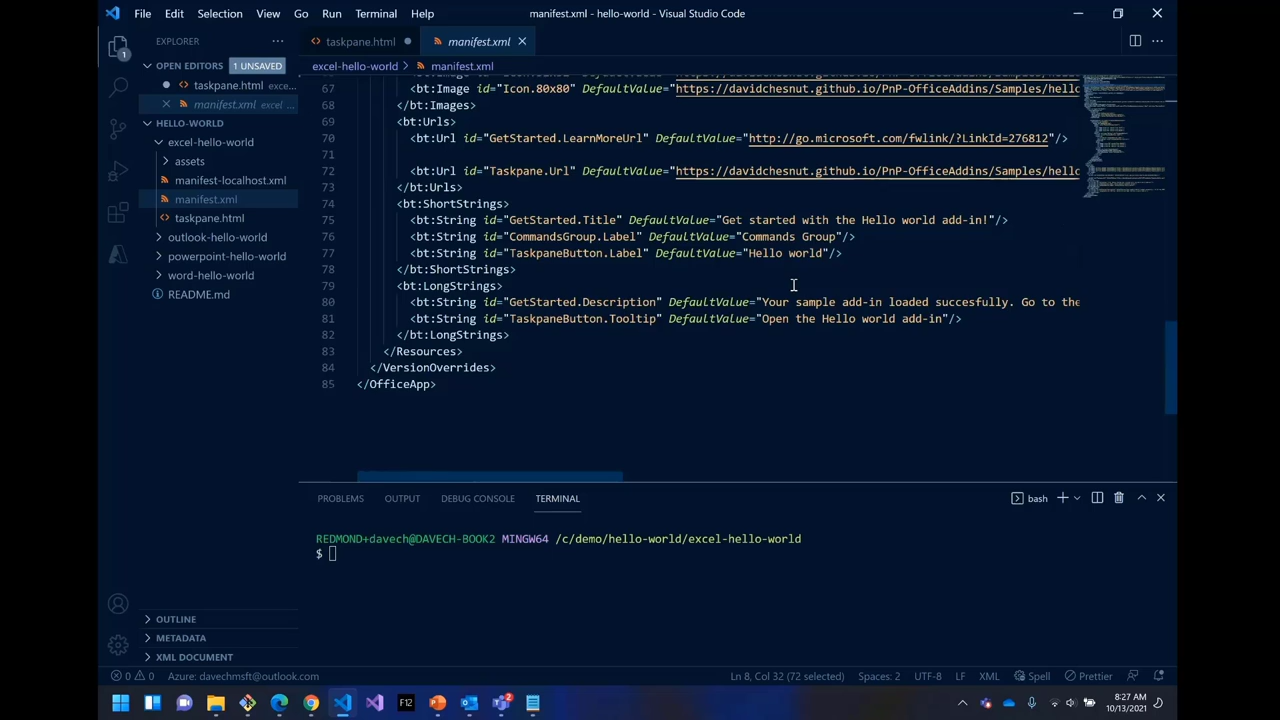 File Edit Selection View Go Run Terminal Help
manifest.xml - hello-world - Visual Studio Code
EXPLORER
OPEN EDITORS 1 UNSAVED
taskpane.html exce...
manifest.xml excel ...
HELLO-WORLD
excel-hello-world
assets
manifest-localhost.xml
manifest.xml
taskpane.html
outlook-hello-world
powerpoint-hello-world
word-hello-world
README.md
OUTLINE
METADATA
XML DOCUMENT
taskpane.html
manifest.xml
excel-hello-world > manifest.xml
67 <bt:Image id="Icon.80x80" DefaultValue="https://davidchesnut.github.io/PnP-OfficeAddins/Samples/hello
68 </bt:Images>
69 <bt:Urls>
70 <bt:Url id="GetStarted.LearnMoreUrl" DefaultValue="http://go.microsoft.com/fwlink/?LinkId=276812"/>
71
72 <bt:Url id="Taskpane.Url" DefaultValue="https://davidchesnut.github.io/PnP-OfficeAddins/Samples/hello
73 </bt:Urls>
74 <bt:ShortStrings>
75 <bt:String id="GetStarted.Title" DefaultValue="Get started with the Hello world add-in!"/>
76 <bt:String id="CommandsGroup.Label" DefaultValue="Commands Group"/>
77 <bt:String id="TaskpaneButton.Label" DefaultValue="Hello world"/>
78 </bt:ShortStrings>
79 <bt:LongStrings>
80 <bt:String id="GetStarted.Description" DefaultValue="Your sample add-in loaded succesfully. Go to the
81 <bt:String id="TaskpaneButton.Tooltip" DefaultValue="Open the Hello world add-in"/>
82 </bt:LongStrings>
83 </Resources>
84 </VersionOverrides>
85 </OfficeApp>
PROBLEMS OUTPUT DEBUG CONSOLE TERMINAL
bash
REDMOND+davech@DAVECH-BOOK2 MINGW64 /c/demo/hello-world/excel-hello-world
$
0 0 Azure: davechmsft@outlook.com
Ln 8, Col 32 (72 selected) Spaces: 2 UTF-8 LF XML Spell Prettier
F12
8:27 AM
10/13/2021